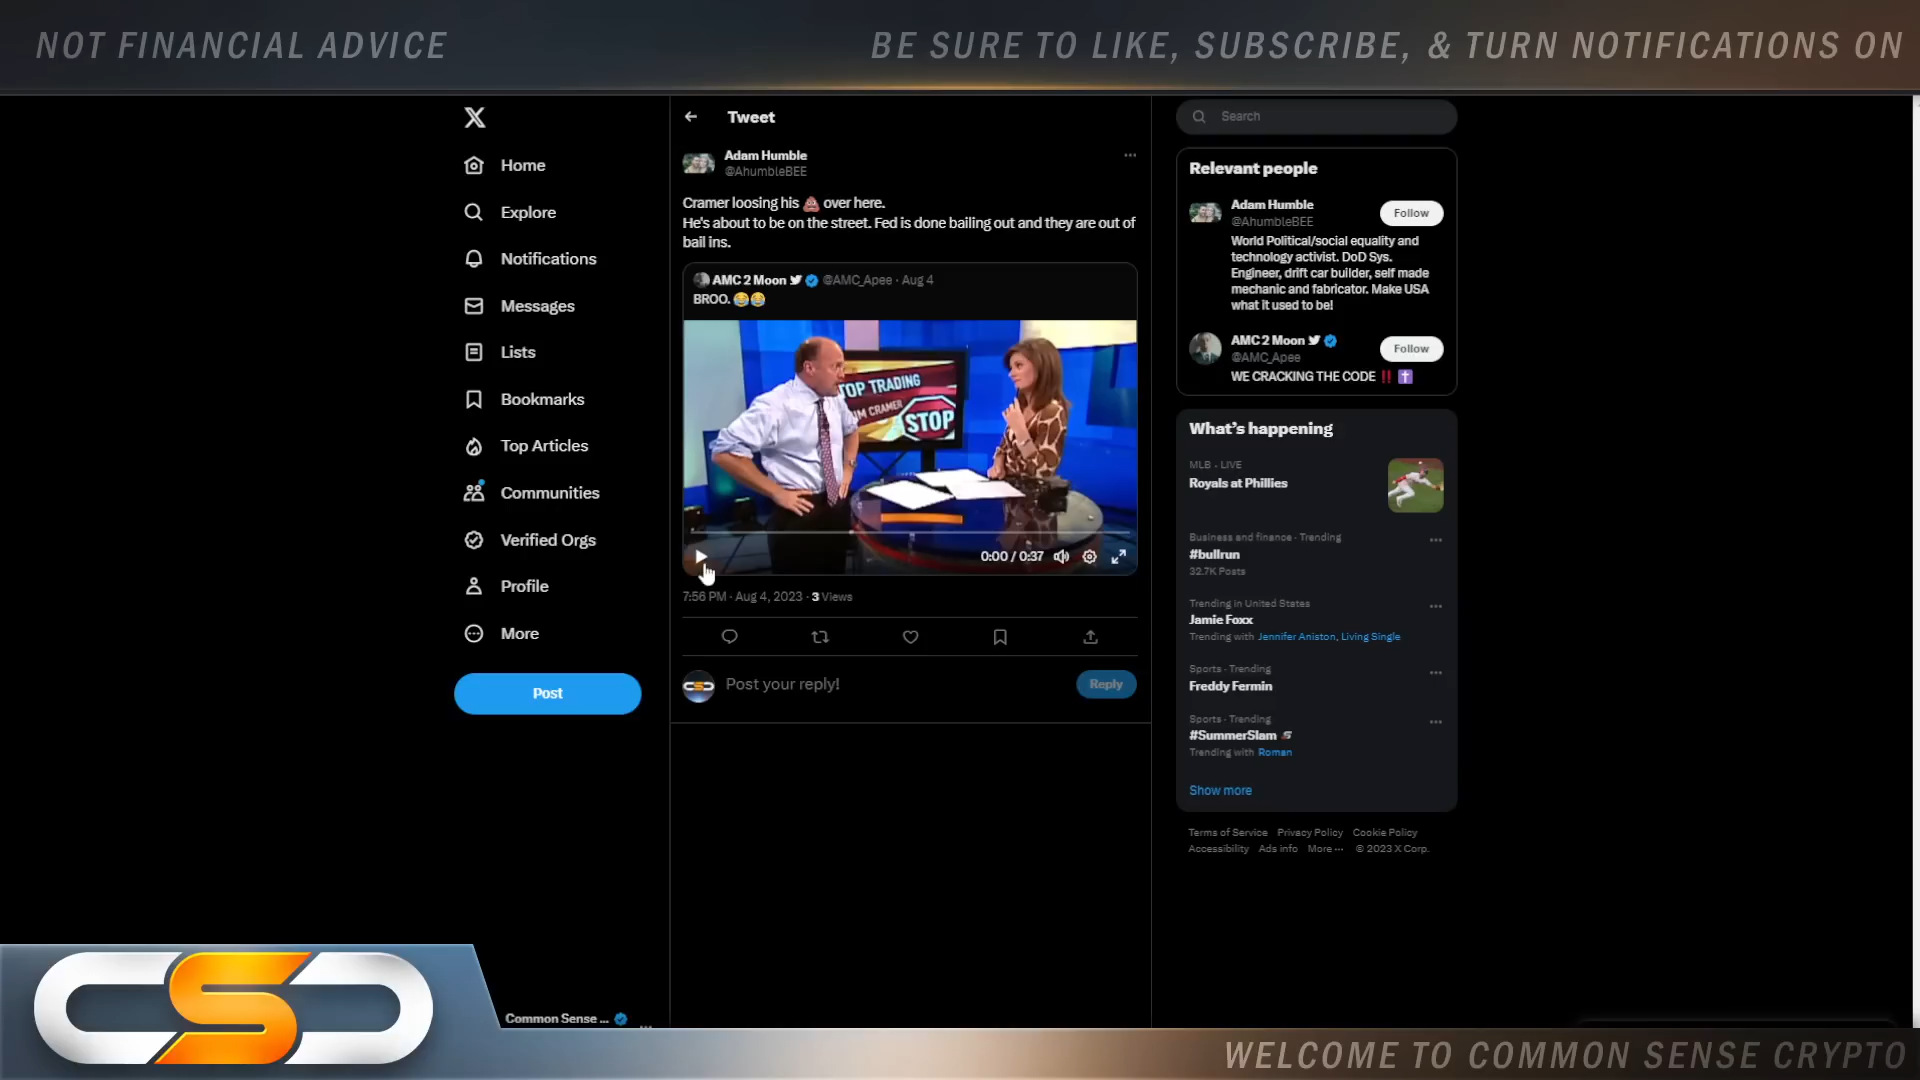 NOT FINANCIAL ADVICE
BE SURE TO LIKE, SUBSCRIBE, & TURN NOTIFICATIONS ON
X
Home
Explore
Notifications
Messages
Lists
Bookmarks
Top Articles
Communities
Verified Orgs
Profile
More
Post
Common Sense ...
Tweet
Adam Humble
@AhumbleBEE
Cramer loosing his 💩 over here.
He's about to be on the street. Fed is done bailing out and they are out of
bail ins.
AMC 2 Moon @AMC_Apee · Aug 4
BROO. 😂😂
TOP TRADING
JIM CRAMER
STOP
0:00 / 0:37
7:56 PM · Aug 4, 2023 · 3 Views
Post your reply!
Reply
Search
Relevant people
Adam Humble
@AhumbleBEE
Follow
World Political/social equality and
technology activist. DoD Sys.
Engineer, drift car builder, self made
mechanic and fabricator. Make USA
what it used to be!
AMC 2 Moon
@AMC_Apee
Follow
WE CRACKING THE CODE ‼️ ✝️
What's happening
MLB · LIVE
Royals at Phillies
Business and finance · Trending
#bullrun
32.7K Posts
Trending in United States
Jamie Foxx
Trending with Jennifer Aniston, Living Single
Sports · Trending
Freddy Fermin
Sports · Trending
#SummerSlam
Trending with Roman
Show more
Terms of Service Privacy Policy Cookie Policy
Accessibility Ads info More ··· © 2023 X Corp.
CSC
WELCOME TO COMMON SENSE CRYPTO